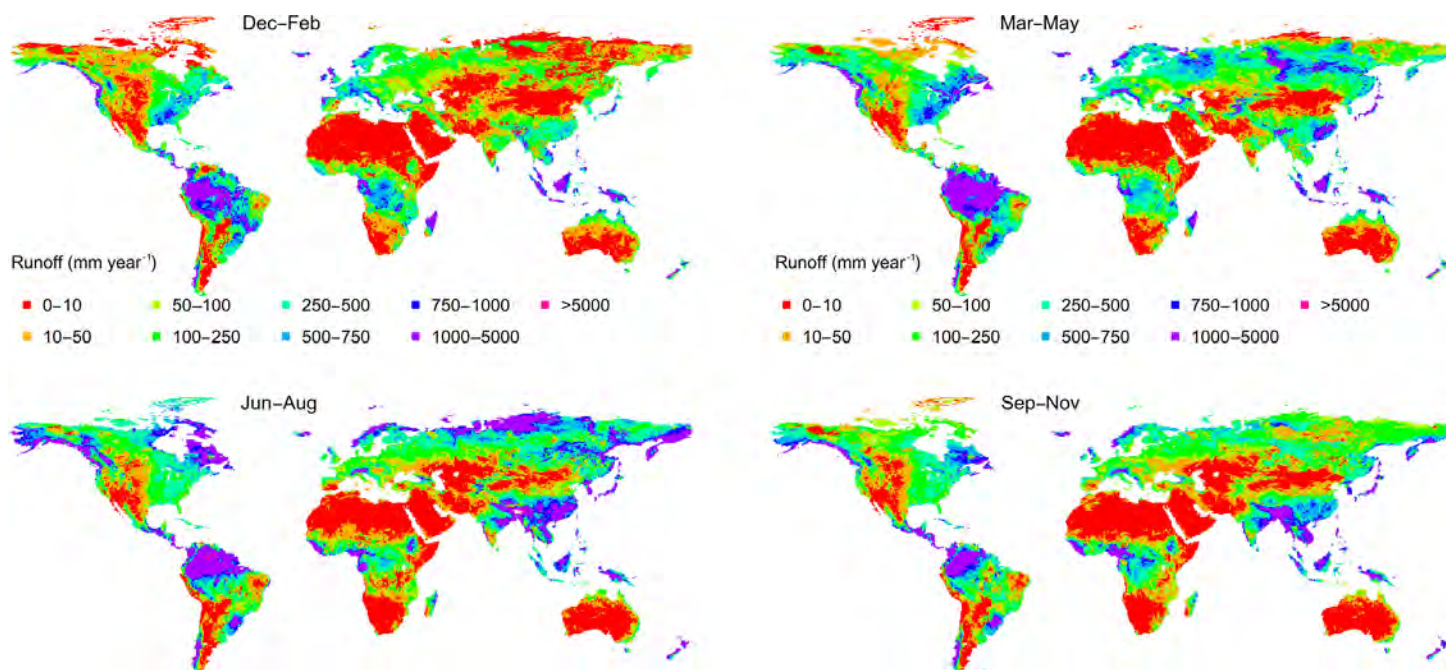 Dec–Feb
Mar–May
Runoff (mm year⁻¹)
0–10 50–100 250–500 750–1000 >5000
10–50 100–250 500–750 1000–5000
Runoff (mm year⁻¹)
0–10 50–100 250–500 750–1000 >5000
10–50 100–250 500–750 1000–5000
Jun–Aug
Sep–Nov